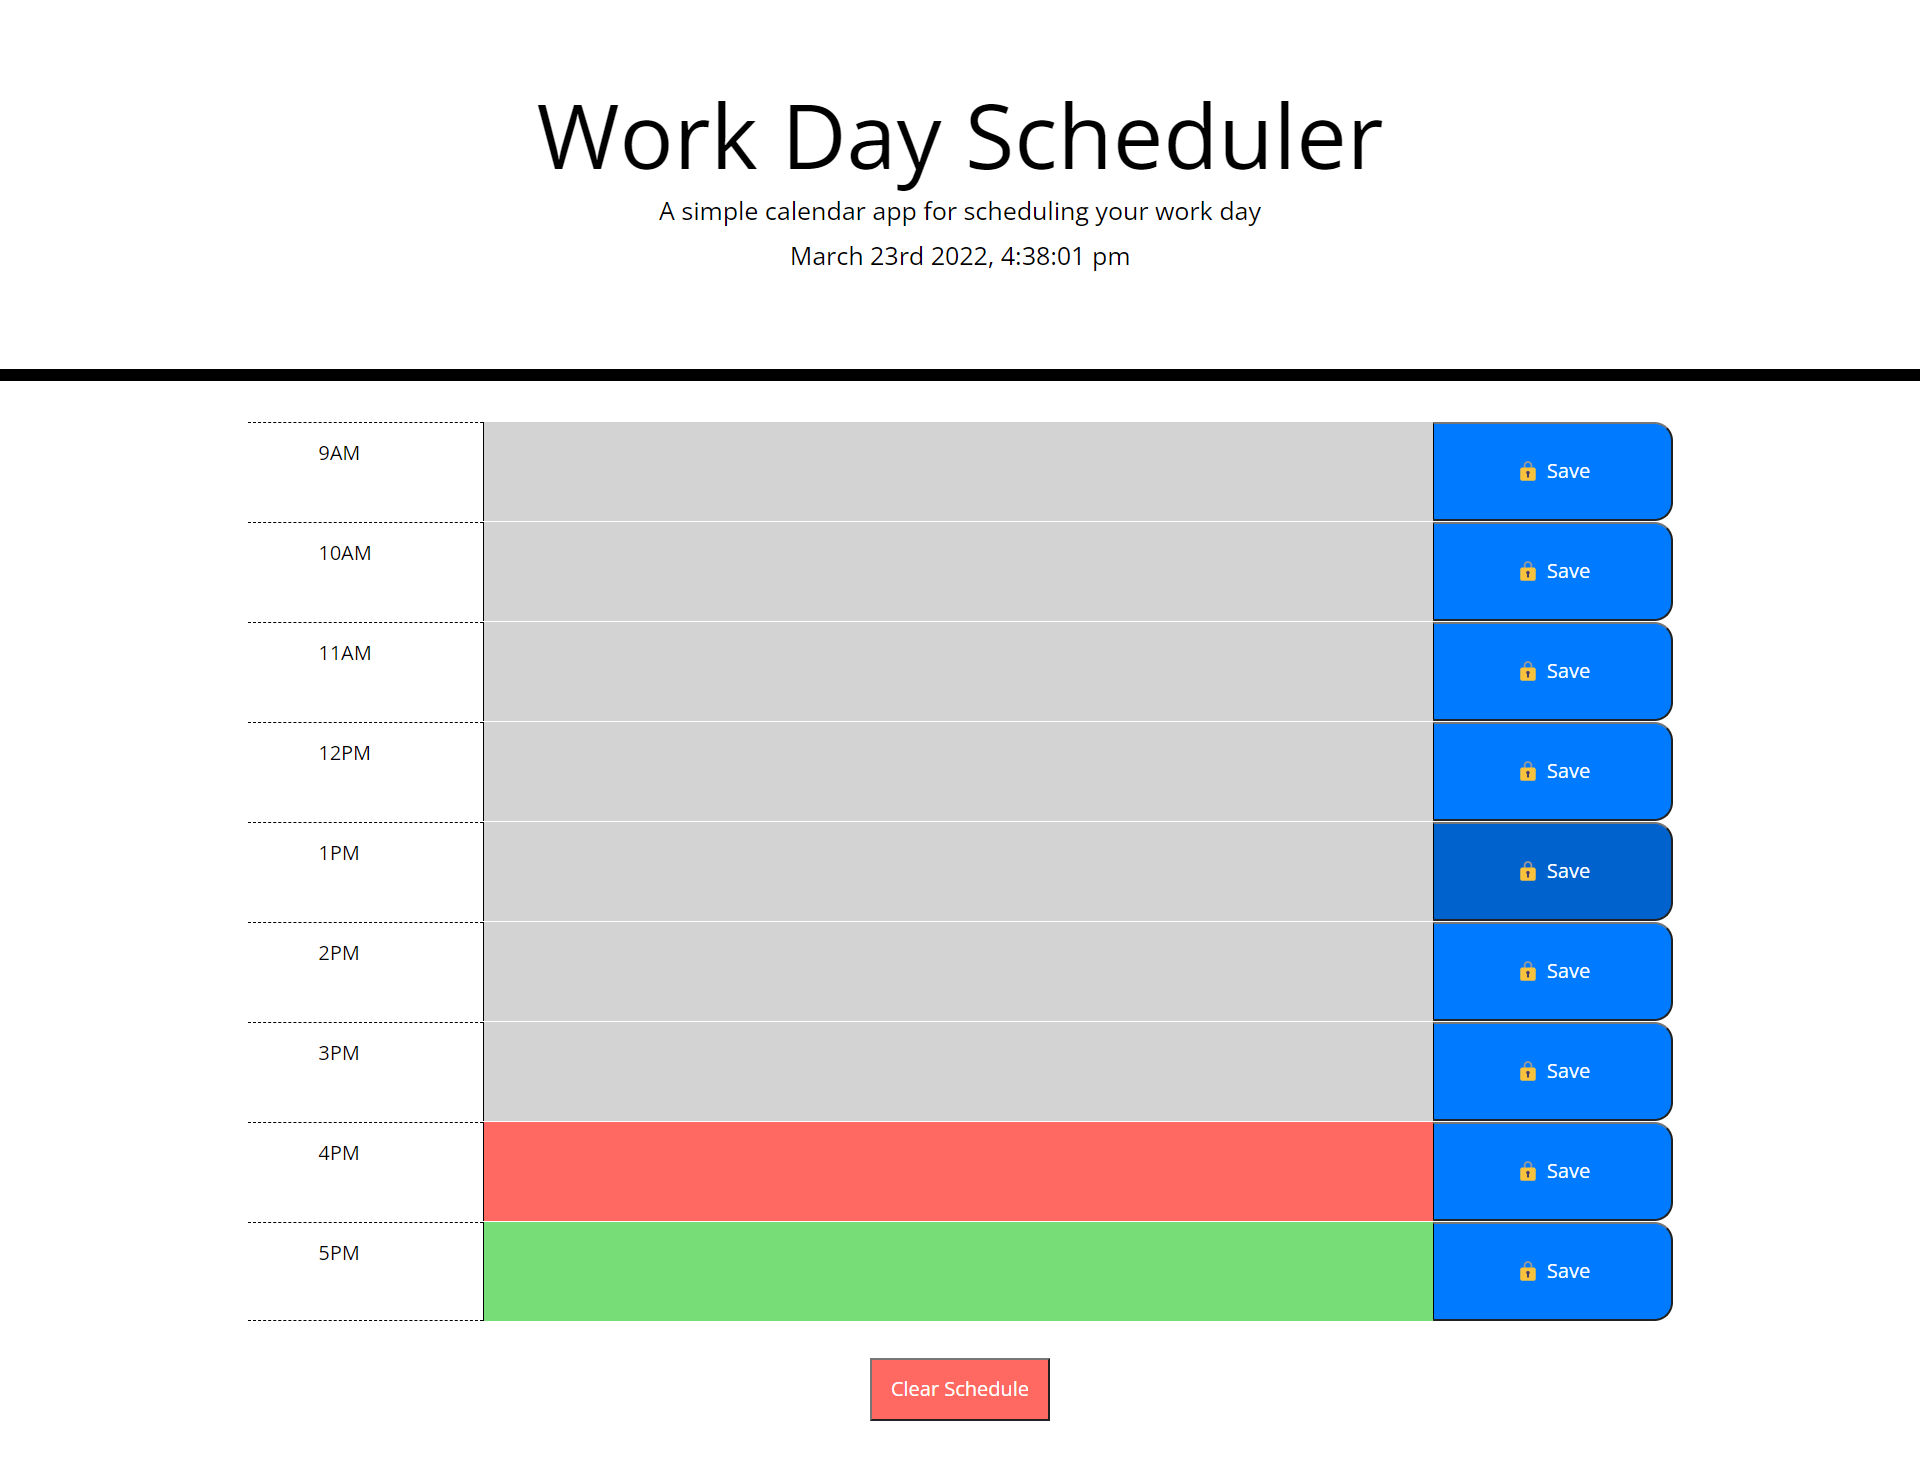 Work Day Scheduler
A simple calendar app for scheduling your work day
March 23rd 2022, 4:38:01 pm
9AM
🔒 Save
10AM
🔒 Save
11AM
🔒 Save
12PM
🔒 Save
1PM
🔒 Save
2PM
🔒 Save
3PM
🔒 Save
4PM
🔒 Save
5PM
🔒 Save
Clear Schedule